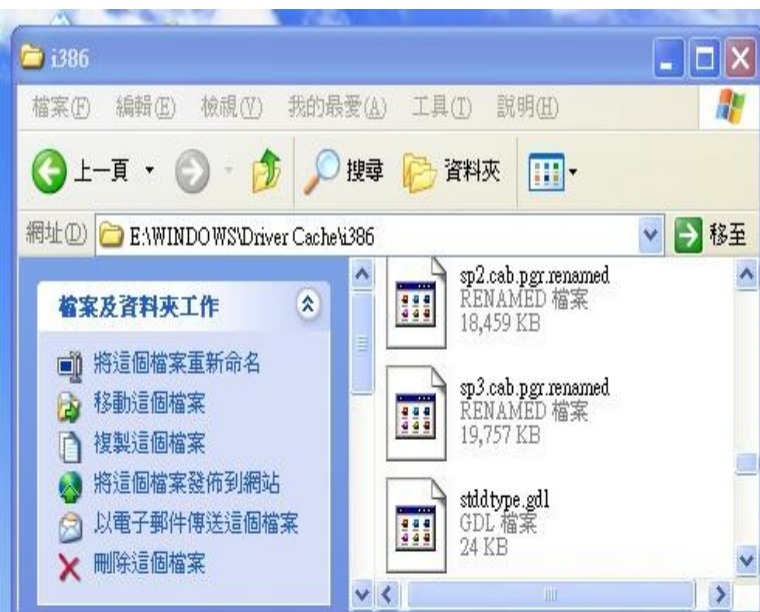 i386
檔案(F) 編輯(E) 檢視(V) 我的最愛(A) 工具(T) 說明(H)
上一頁 搜尋 資料夾
網址(D) E:\WINDOWS\Driver Cache\i386 移至
檔案及資料夾工作
將這個檔案重新命名
移動這個檔案
複製這個檔案
將這個檔案發佈到網站
以電子郵件傳送這個檔案
刪除這個檔案
sp2.cab.pgr.renamed
RENAMED 檔案
18,459 KB
sp3.cab.pgr.renamed
RENAMED 檔案
19,757 KB
stddtype.gdl
GDL 檔案
24 KB